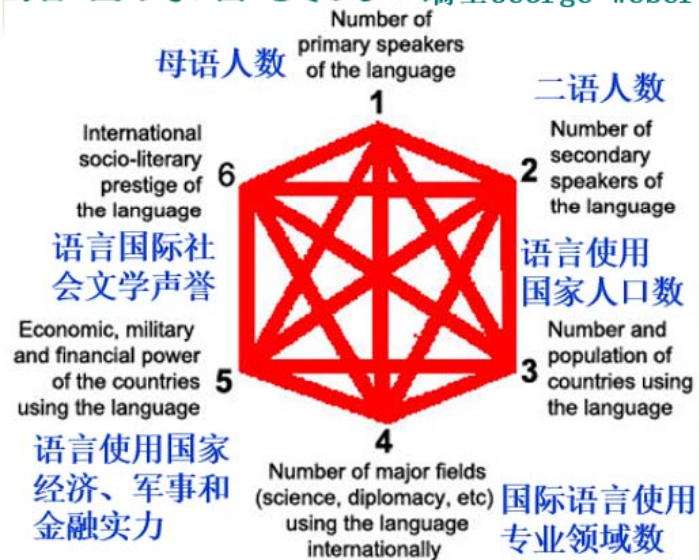 George Weber
Number of
primary speakers
of the language
母语人数
1
二语人数
Number of
secondary
speakers of
the language
2
International
socio-literary
prestige of
the language
6
语言国际社
会文学声誉
语言使用
国家人口数
Economic, military
and financial power
of the countries
using the language
5
Number and
population of
countries using
the language
3
语言使用国家
经济、军事和
金融实力
4
Number of major fields
(science, diplomacy, etc)
using the language
internationally
国际语言使用
专业领域数